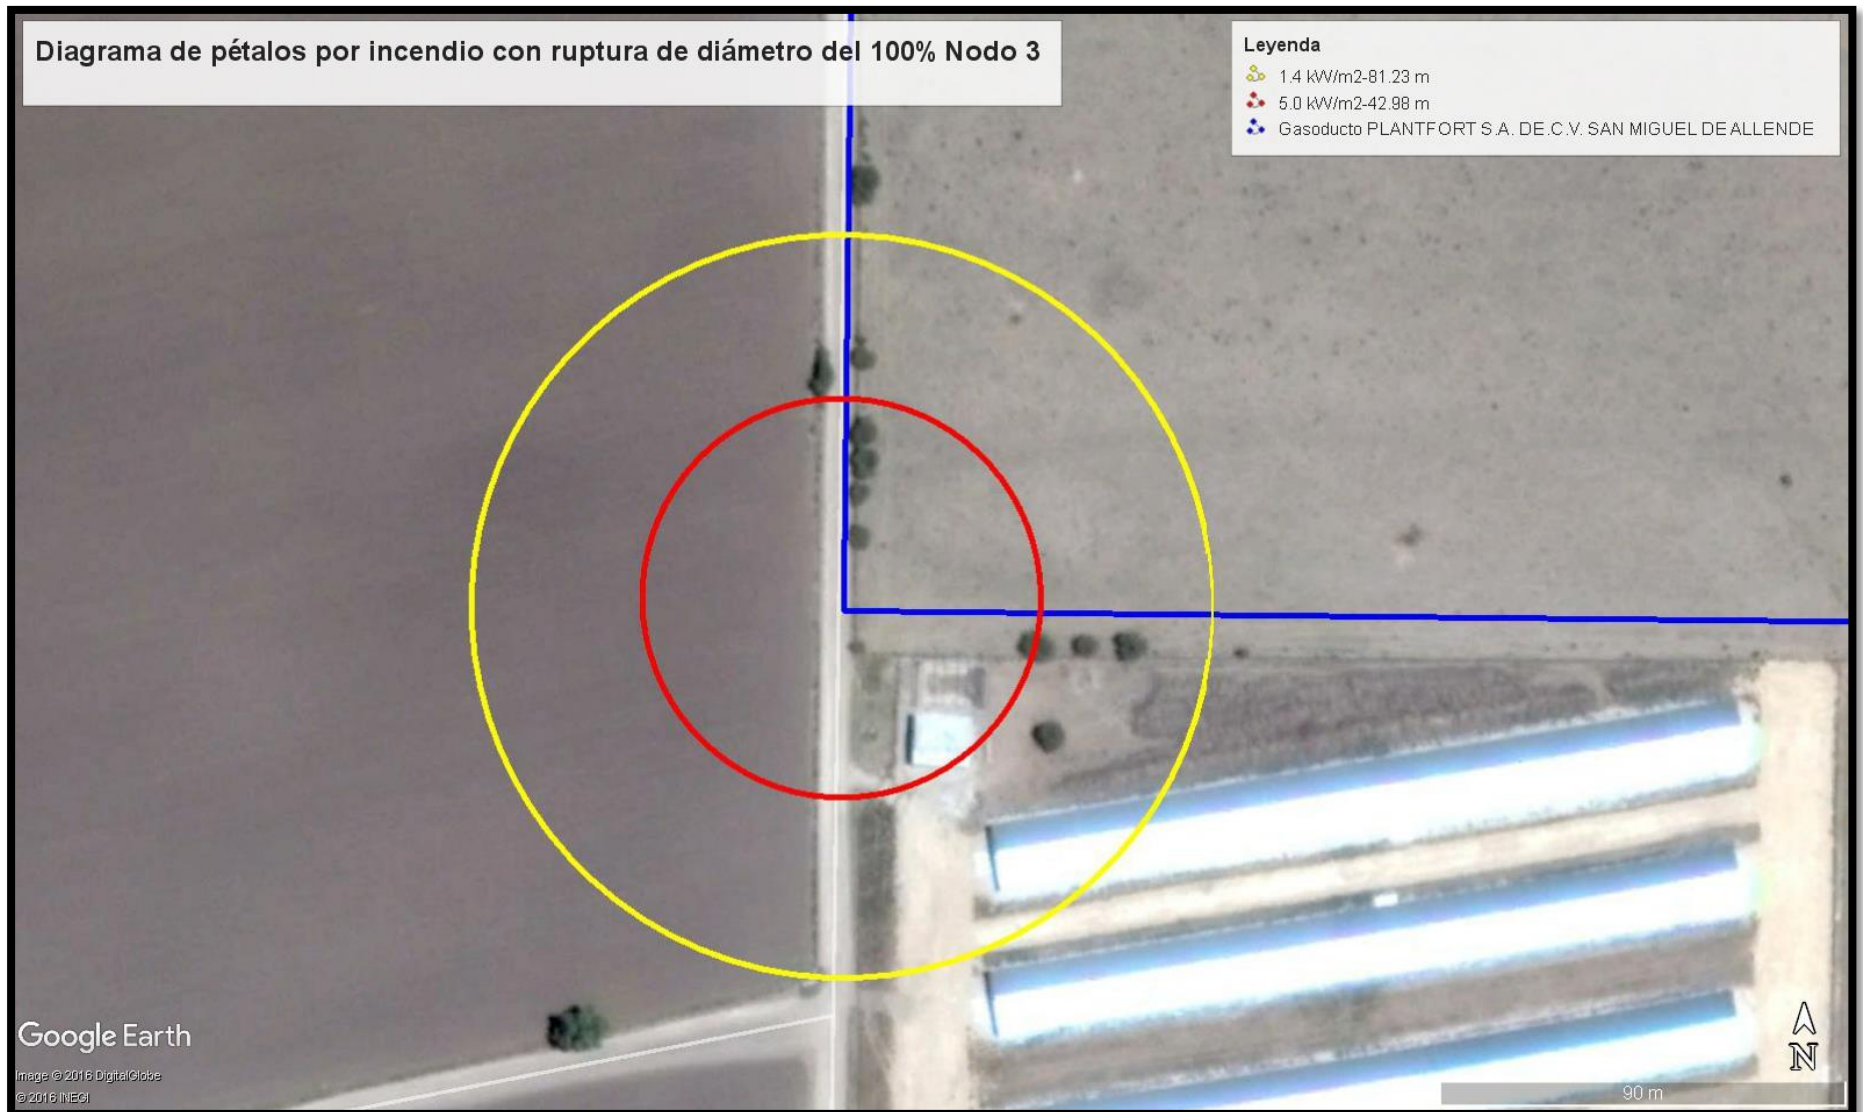 Diagrama de pétalos por incendio con ruptura de diámetro del 100% Nodo 3
Leyenda
1.4 kW/m2-81.23 m
5.0 kW/m2-42.98 m
Gasoducto PLANTFORT S.A. DE.C.V. SAN MIGUEL DE ALLENDE
Google Earth
Image © 2016 DigitalGlobe
© 2016 INEGI
N
90 m